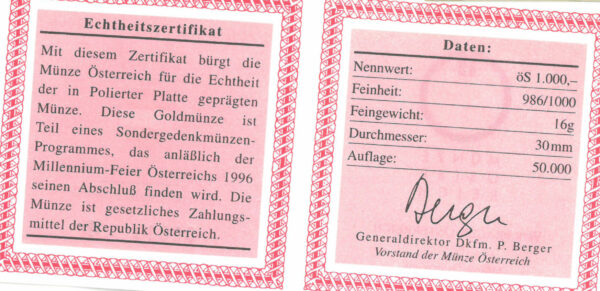 Echtheitszertifikat
Mit diesem Zertifikat bürgt die
Münze Österreich für die Echtheit
der in Polierter Platte geprägten
Münze. Diese Goldmünze ist
Teil eines Sondergedenkmünzen-
Programmes, das anläßlich der
Millennium-Feier Österreichs 1996
seinen Abschluß finden wird. Die
Münze ist gesetzliches Zahlungs-
mittel der Republik Österreich.
Daten:
Nennwert: öS 1.000,–
Feinheit: 986/1000
Feingewicht: 16g
Durchmesser: 30mm
Auflage: 50.000
Berger
Generaldirektor Dkfm. P. Berger
Vorstand der Münze Österreich